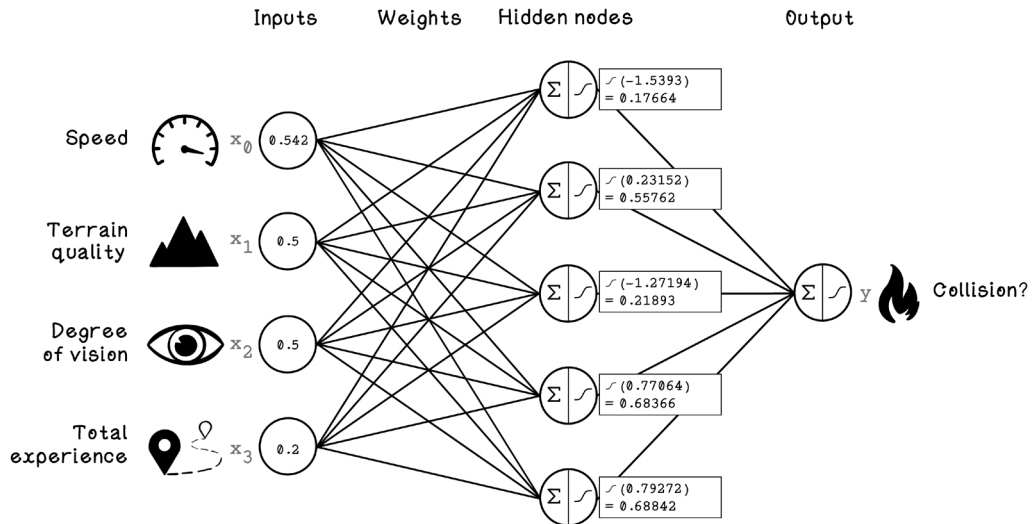 Inputs
Weights
Hidden nodes
Output
Speed
x0
0.542
Terrain
quality
x1
0.5
Degree
of vision
x2
0.5
Total
experience
x3
0.2
Σ
(-1.5393)
= 0.17664
Σ
(0.23152)
= 0.55762
Σ
(-1.27194)
= 0.21893
Σ
(0.77064)
= 0.68366
Σ
(0.79272)
= 0.68842
Σ
y
Collision?